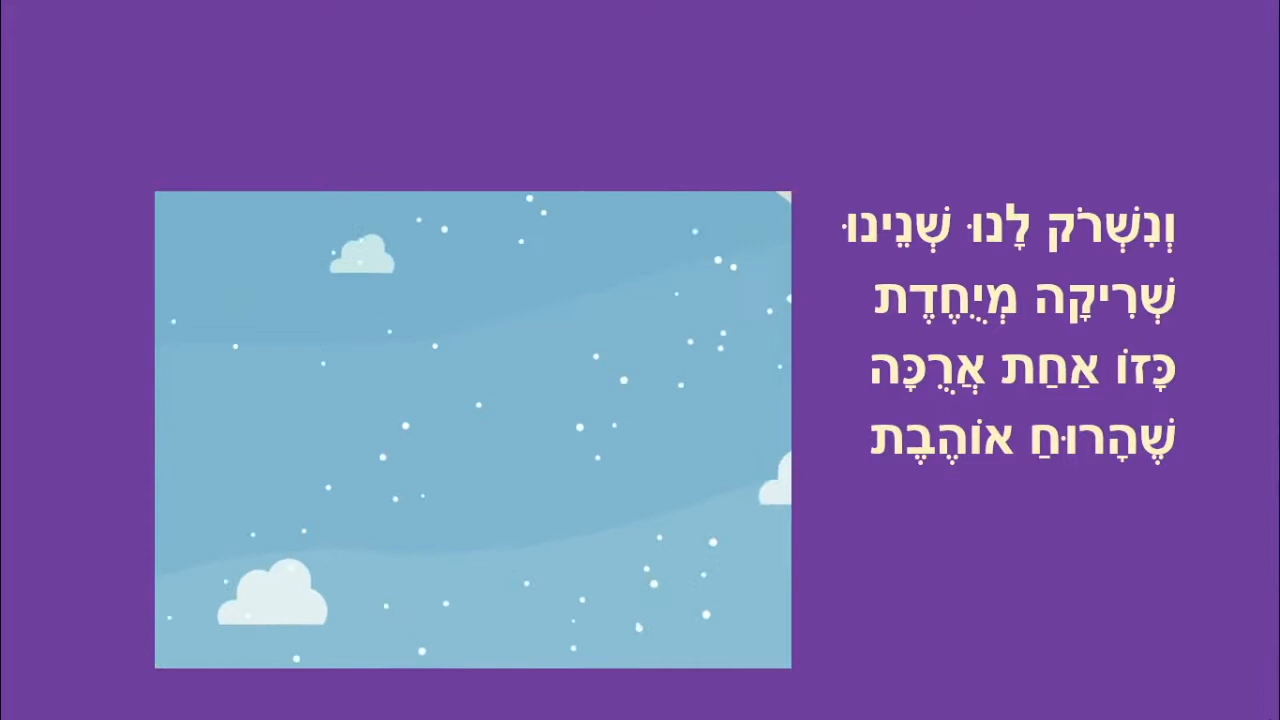 וְנִשְׁרֹק לָנוּ שְׁנֵינוּ
שְׁרִיקָה מְיֻחֶדֶת
כָּזוֹ אַחַת אֲרֻכָּה
שֶׁהָרוּחַ אוֹהֶבֶת